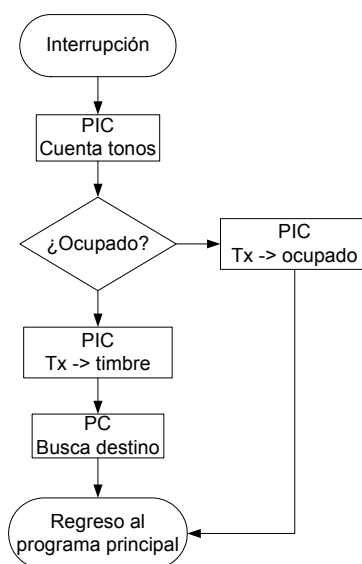 Interrupción
PIC
Cuenta tonos
¿Ocupado?
PIC
Tx -> ocupado
PIC
Tx -> timbre
PC
Busca destino
Regreso al
programa principal